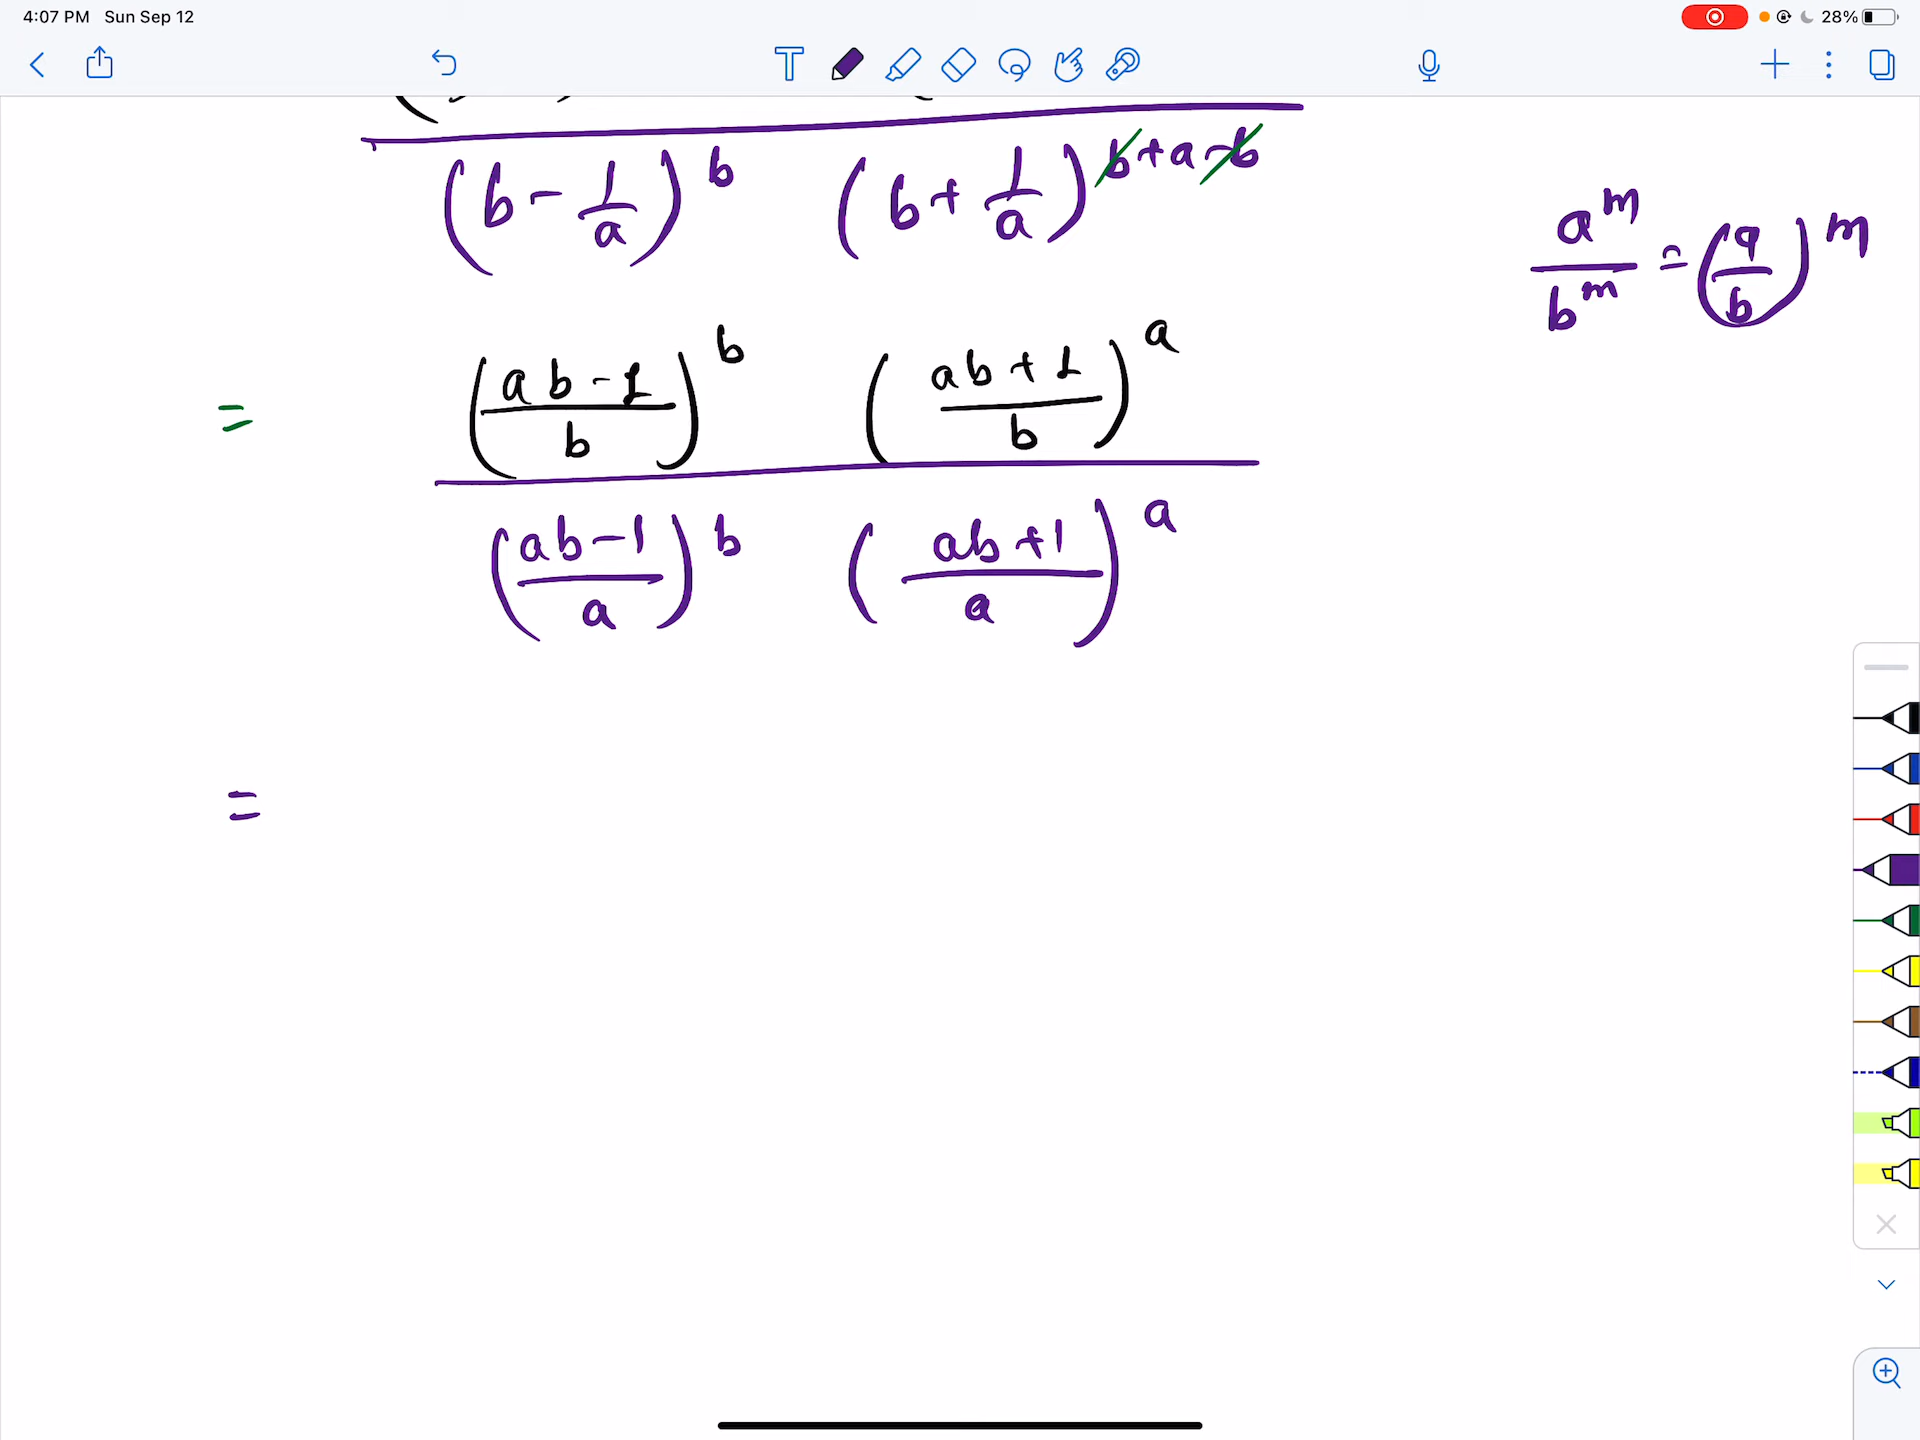 4:07 PM Sun Sep 12
28%
(b - 1/a)^b (b + 1/a)^(b+a-b)
a^m/b^m = (a/b)^m
= ((ab-1)/b)^b ((ab+1)/b)^a
((ab-1)/a)^b ((ab+1)/a)^a
=